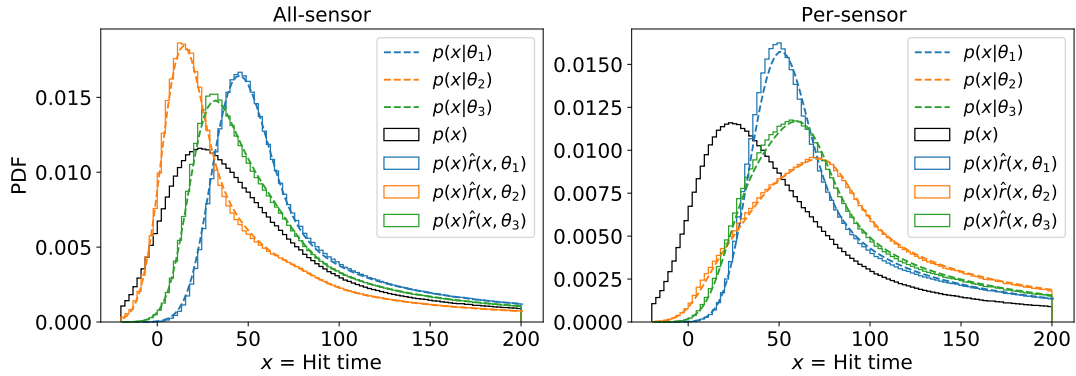 All-sensor
PDF
0.015
0.010
0.005
0.000
p(x|θ₁)
p(x|θ₂)
p(x|θ₃)
p(x)
p(x)r̂(x, θ₁)
p(x)r̂(x, θ₂)
p(x)r̂(x, θ₃)
0 50 100 150 200
x = Hit time
Per-sensor
0.0150
0.0125
0.0100
0.0075
0.0050
0.0025
0.0000
p(x|θ₁)
p(x|θ₂)
p(x|θ₃)
p(x)
p(x)r̂(x, θ₁)
p(x)r̂(x, θ₂)
p(x)r̂(x, θ₃)
0 50 100 150 200
x = Hit time